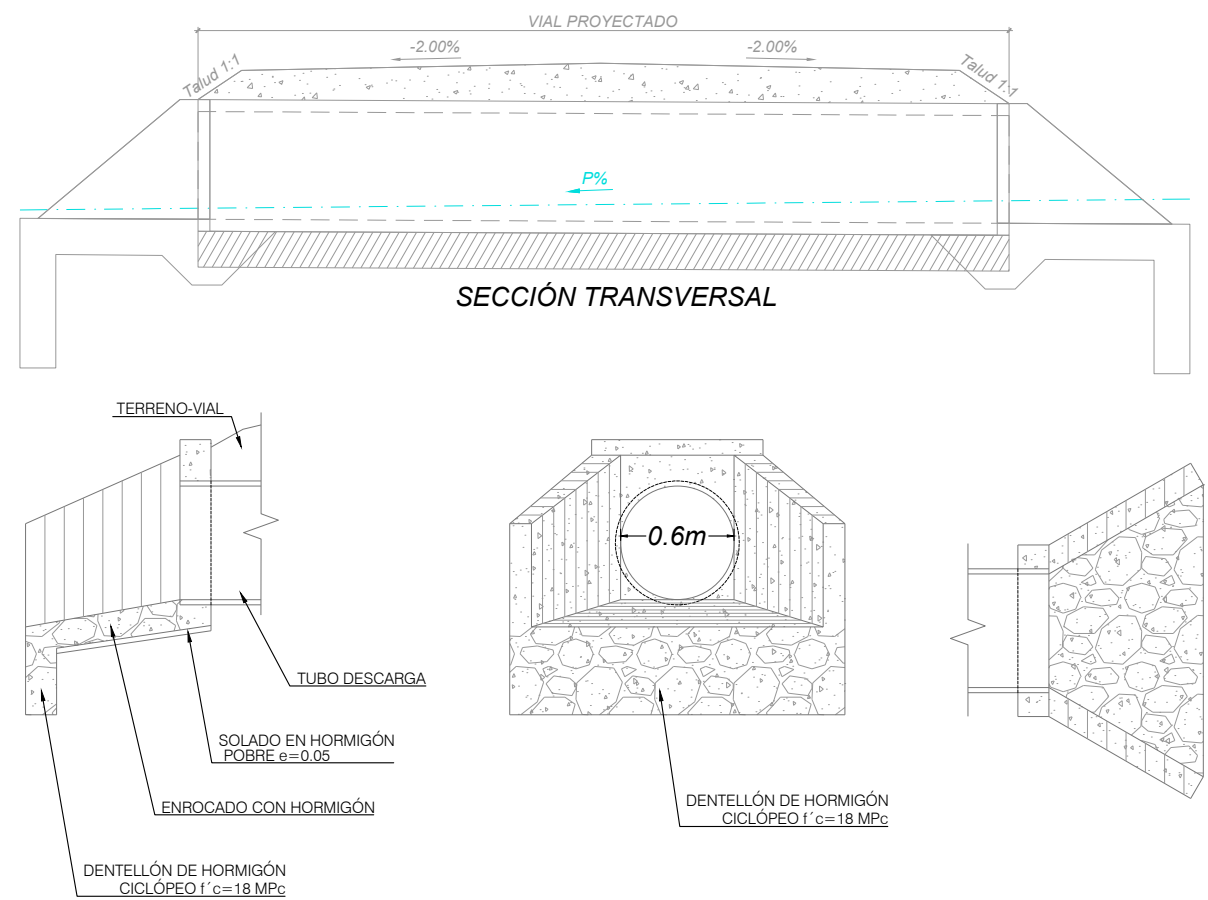 VIAL PROYECTADO
-2.00%
-2.00%
Talud 1:1
Talud 1:1
P%
SECCIÓN TRANSVERSAL
TERRENO-VIAL
0.6m
TUBO DESCARGA
SOLADO EN HORMIGÓN
POBRE e=0.05
ENROCADO CON HORMIGÓN
DENTELLÓN DE HORMIGÓN
CICLÓPEO f´c=18 MPc
DENTELLÓN DE HORMIGÓN
CICLÓPEO f´c=18 MPc